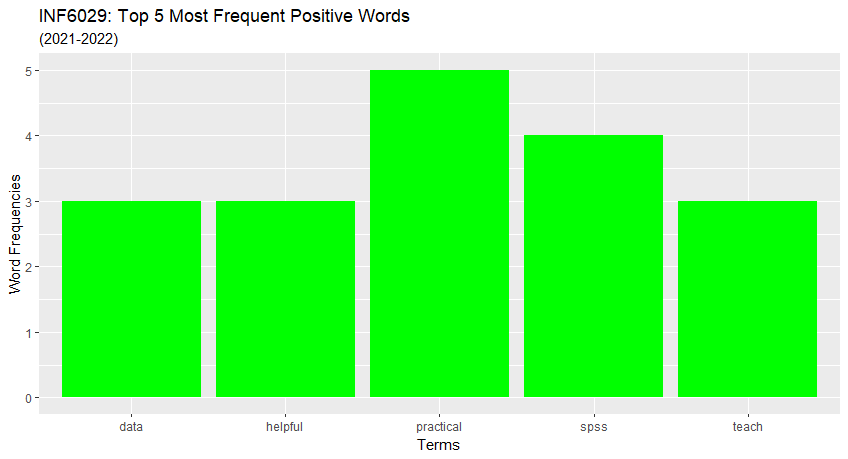 INF6029: Top 5 Most Frequent Positive Words
(2021-2022)
Word Frequencies
5
4
3
2
1
0
data helpful practical spss teach
Terms